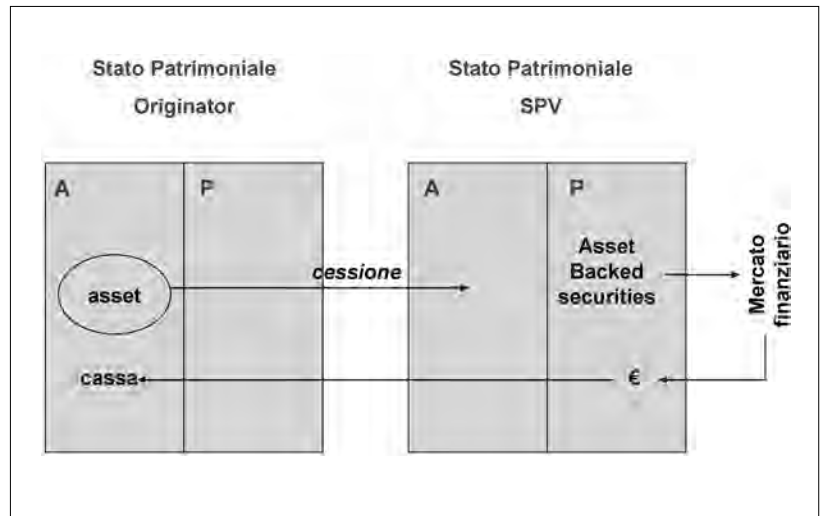 Stato Patrimoniale
Originator
Stato Patrimoniale
SPV
A
P
A
P
asset
cessione
Asset
Backed
securities
Mercato
finanziario
cassa
€